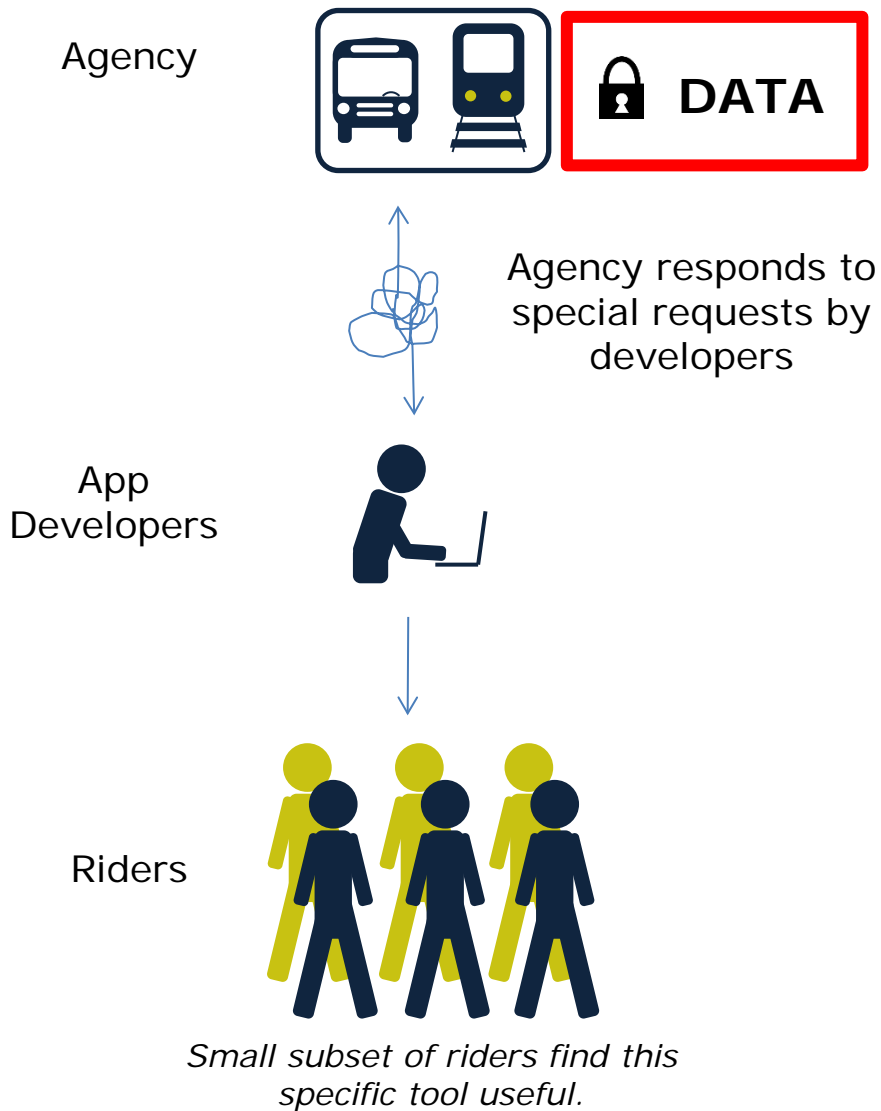 Agency
DATA
Agency responds to
special requests by
developers
App
Developers
Riders
Small subset of riders find this
specific tool useful.